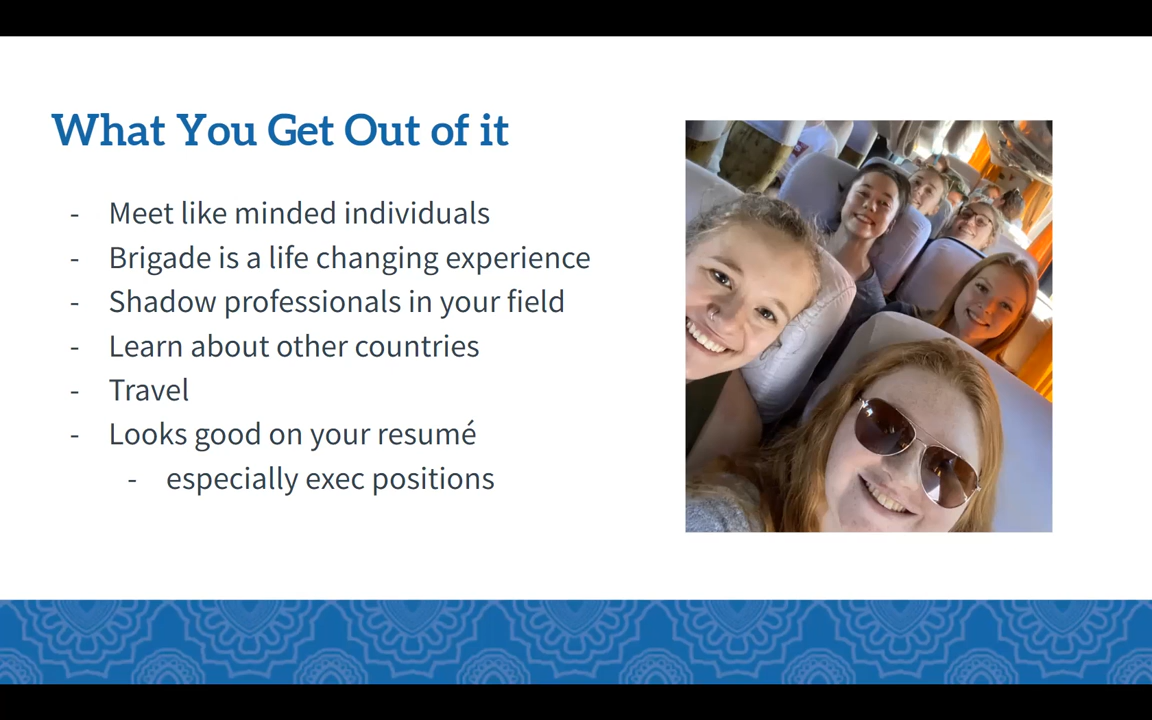 What You Get Out of it
- Meet like minded individuals
- Brigade is a life changing experience
- Shadow professionals in your field
- Learn about other countries
- Travel
- Looks good on your resumé
- especially exec positions